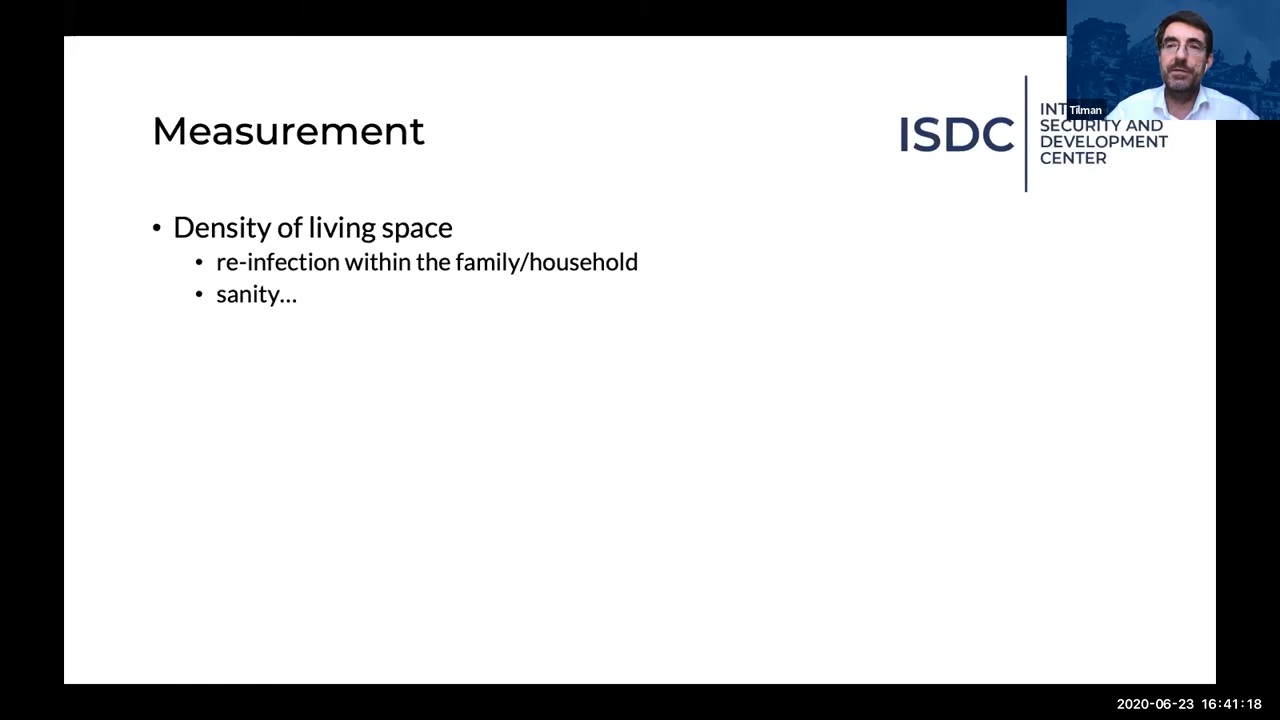 Measurement
ISDC
INT
SECURITY AND
DEVELOPMENT
CENTER
Tilman
• Density of living space
• re-infection within the family/household
• sanity...
2020-06-23 16:41:18